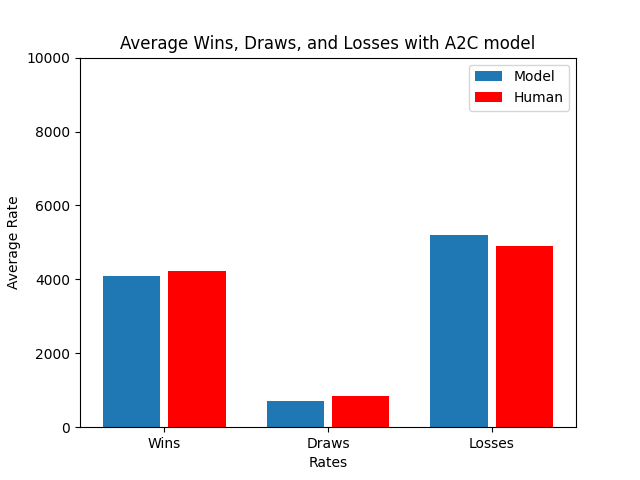 Average Wins, Draws, and Losses with A2C model
Model
Human
10000
8000
6000
4000
2000
0
Average Rate
Wins Draws Losses
Rates